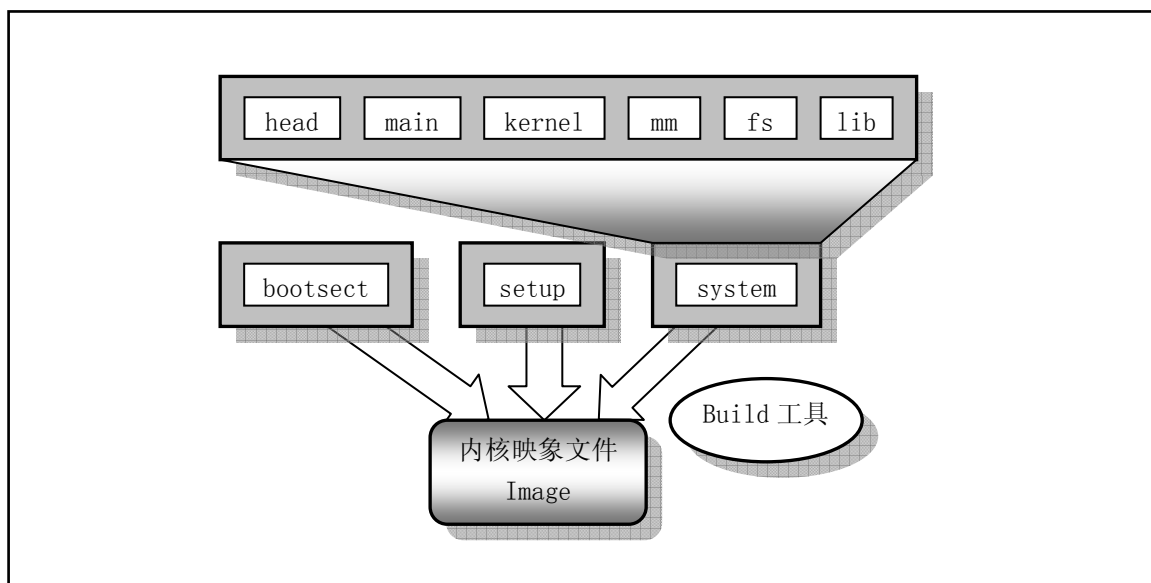 head main kernel mm fs lib
bootsect setup system
Build 工具
内核映象文件
Image